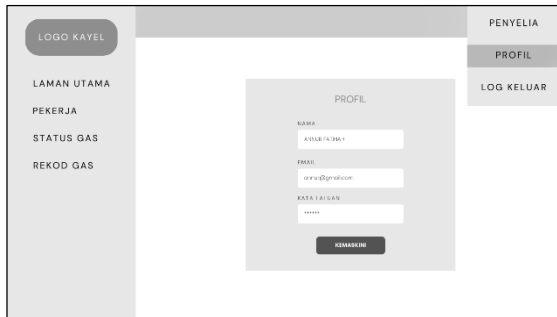 LOGO KAYEL
LAMAN UTAMA
PEKERJA
STATUS GAS
REKOD GAS
PENYELIA
PROFIL
LOG KELUAR
PROFIL
NAMA
EMAIL
KATA LALUAN
******
KEMASKINI